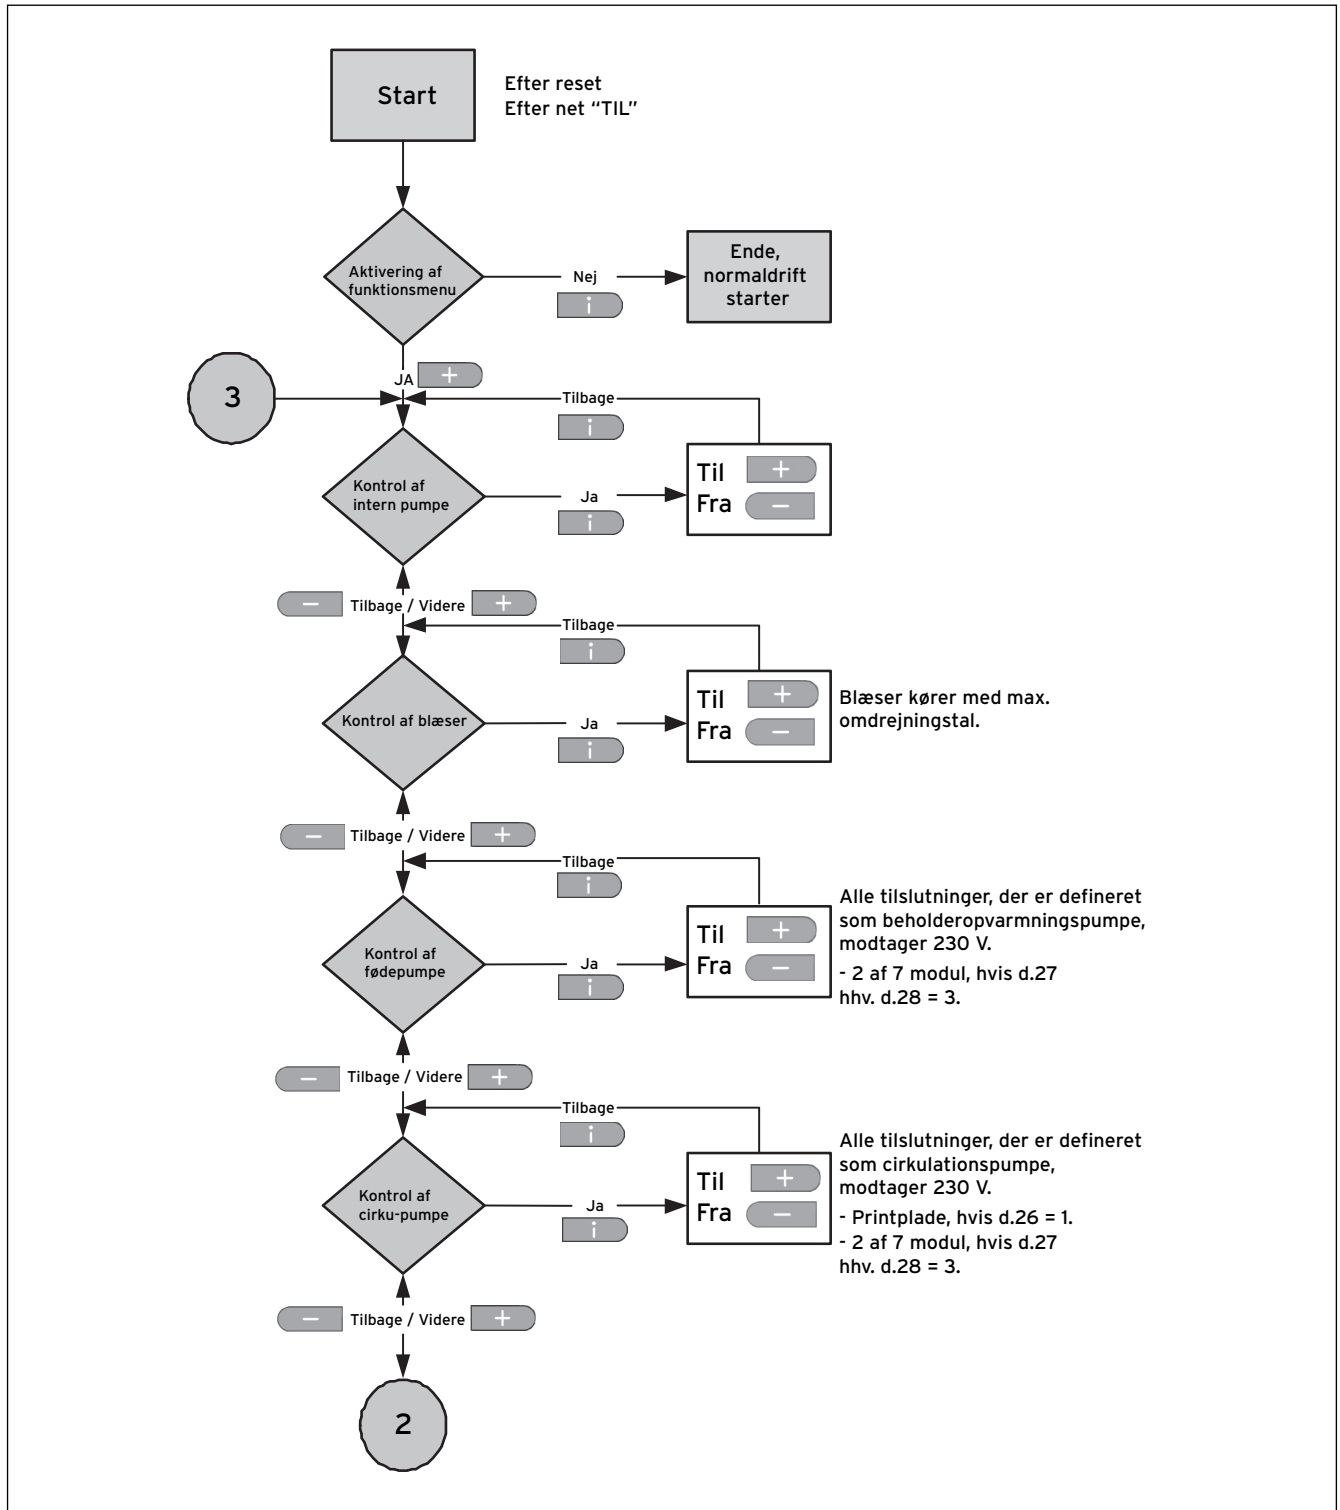 Start
Efter reset
Efter net “TIL”
Aktivering af
funktionsmenu
Nej
i
Ende,
normaldrift
starter
JA +
3
Tilbage
i
Kontrol af
intern pumpe
Ja
i
Til +
Fra −
− Tilbage / Videre +
Tilbage
i
Kontrol af blæser
Ja
i
Til +
Fra −
Blæser kører med max.
omdrejningstal.
− Tilbage / Videre +
Tilbage
i
Kontrol af
fødepumpe
Ja
i
Til +
Fra −
Alle tilslutninger, der er defineret
som beholderopvarmningspumpe,
modtager 230 V.
- 2 af 7 modul, hvis d.27
hhv. d.28 = 3.
− Tilbage / Videre +
Tilbage
i
Kontrol af
cirku-pumpe
Ja
i
Til +
Fra −
Alle tilslutninger, der er defineret
som cirkulationspumpe,
modtager 230 V.
- Printplade, hvis d.26 = 1.
- 2 af 7 modul, hvis d.27
hhv. d.28 = 3.
− Tilbage / Videre +
2